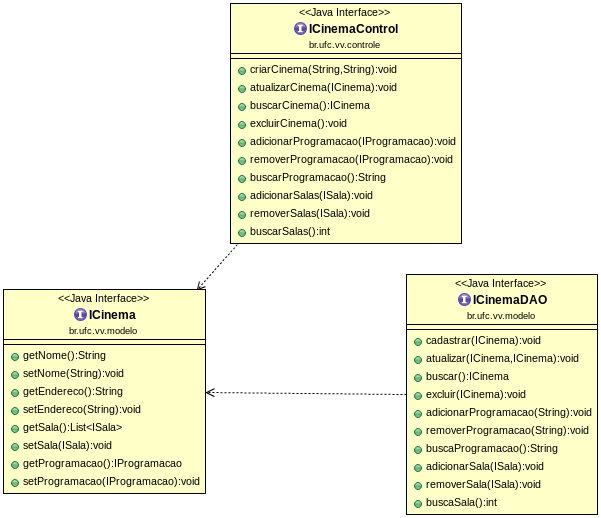 <<Java Interface>>
ICinemaControl
br.ufc.vv.controle
criarCinema(String,String):void
atualizarCinema(ICinema):void
buscarCinema():ICinema
excluirCinema():void
adicionarProgramacao(IProgramacao):void
removerProgramacao(IProgramacao):void
buscarProgramacao():String
adicionarSalas(ISala):void
removerSalas(ISala):void
buscarSalas():int
<<Java Interface>>
ICinema
br.ufc.vv.modelo
getNome():String
setNome(String):void
getEndereco():String
setEndereco(String):void
getSala():List<ISala>
setSala(ISala):void
getProgramacao():IProgramacao
setProgramacao(IProgramacao):void
<<Java Interface>>
ICinemaDAO
br.ufc.vv.modelo
cadastrar(ICinema):void
atualizar(ICinema,ICinema):void
buscar():ICinema
excluir(ICinema):void
adicionarProgramacao(String):void
removerProgramacao(String):void
buscaProgramacao():String
adicionarSala(ISala):void
removerSala(ISala):void
buscaSala():int